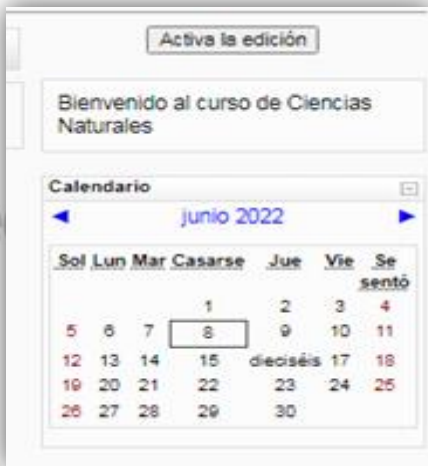 Activa la edición
Bienvenido al curso de Ciencias
Naturales
Calendario
junio 2022
Sol Lun Mar Casarse Jue Vie Se
sentó
1 2 3 4
5 6 7 8 9 10 11
12 13 14 15 dieciséis 17 18
19 20 21 22 23 24 25
26 27 28 29 30